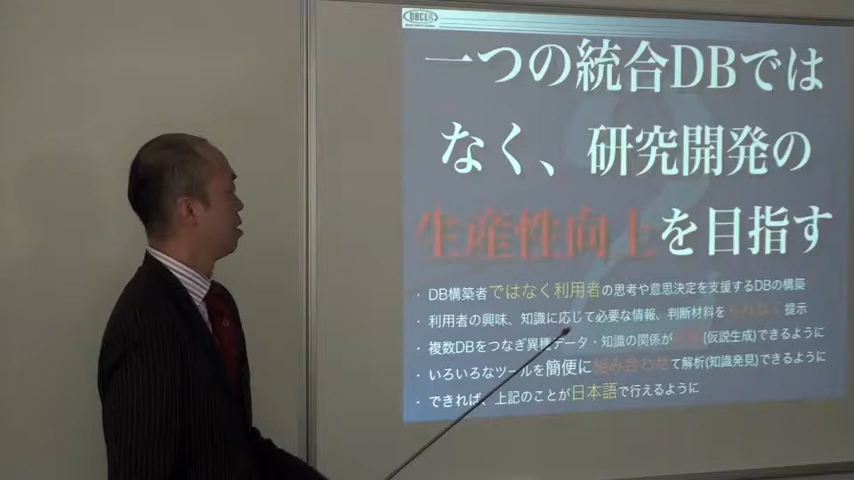 DBCLS
一つの統合DBでは
なく、研究開発の
生産性向上を目指す
・ DB構築者ではなく利用者の思考や意思決定を支援するDBの構築
・ 利用者の興味、知識に応じて必要な情報、判断材料をもれなく提示
・ 複数DBをつなぎ異種データ・知識の関係が (仮説生成)できるように
・ いろいろなツールを簡便に組み合わせて解析(知識発見)できるように
・ できれば、上記のことが日本語で行えるように